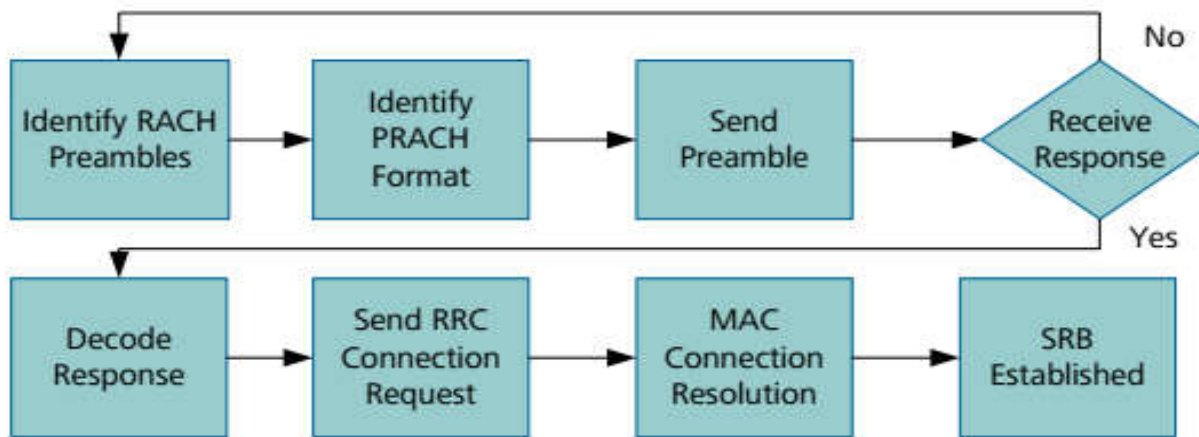 Identify RACH
Preambles
Identify
PRACH
Format
Send
Preamble
Receive
Response
No
Yes
Decode
Response
Send RRC
Connection
Request
MAC
Connection
Resolution
SRB
Established